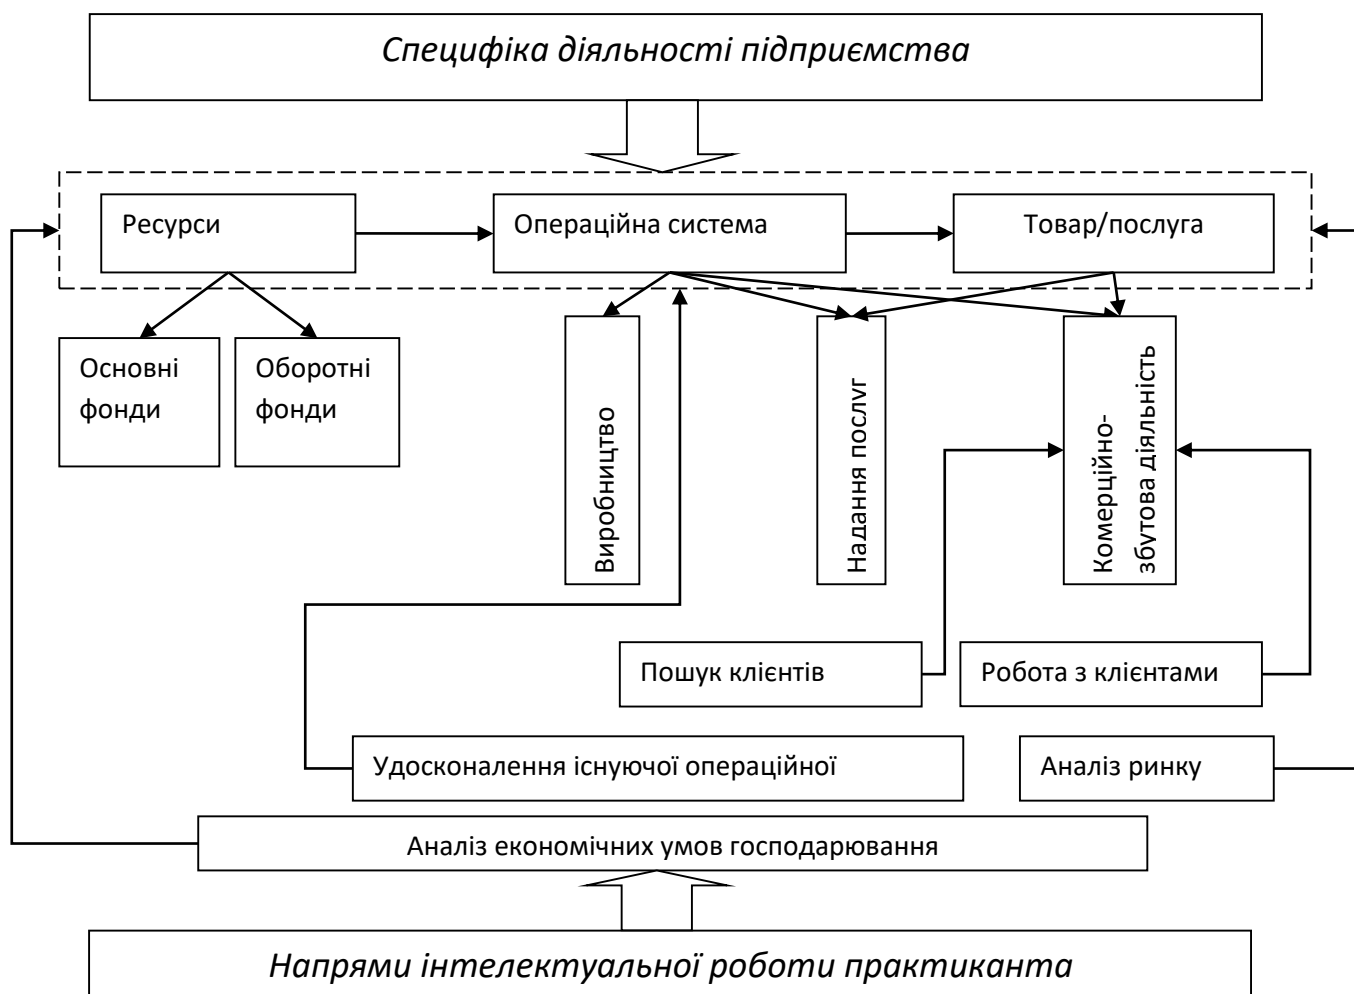 Специфіка діяльності підприємства
Ресурси
Операційна система
Товар/послуга
Основні
фонди
Оборотні
фонди
Виробництво
Надання послуг
Комерційно-
збутова діяльність
Пошук клієнтів
Робота з клієнтами
Удосконалення існуючої операційної
Аналіз ринку
Аналіз економічних умов господарювання
Напрями інтелектуальної роботи практиканта